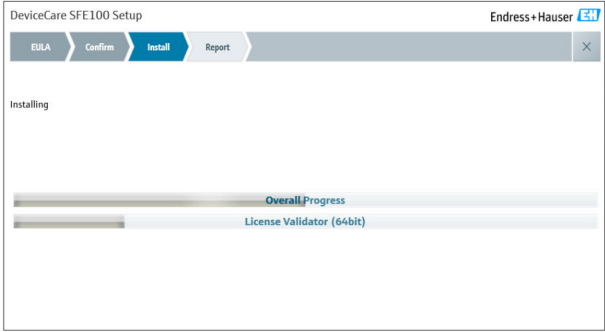 DeviceCare SFE100 Setup
Endress+Hauser EH
EULA Confirm Install Report
Installing
Overall Progress
License Validator (64bit)